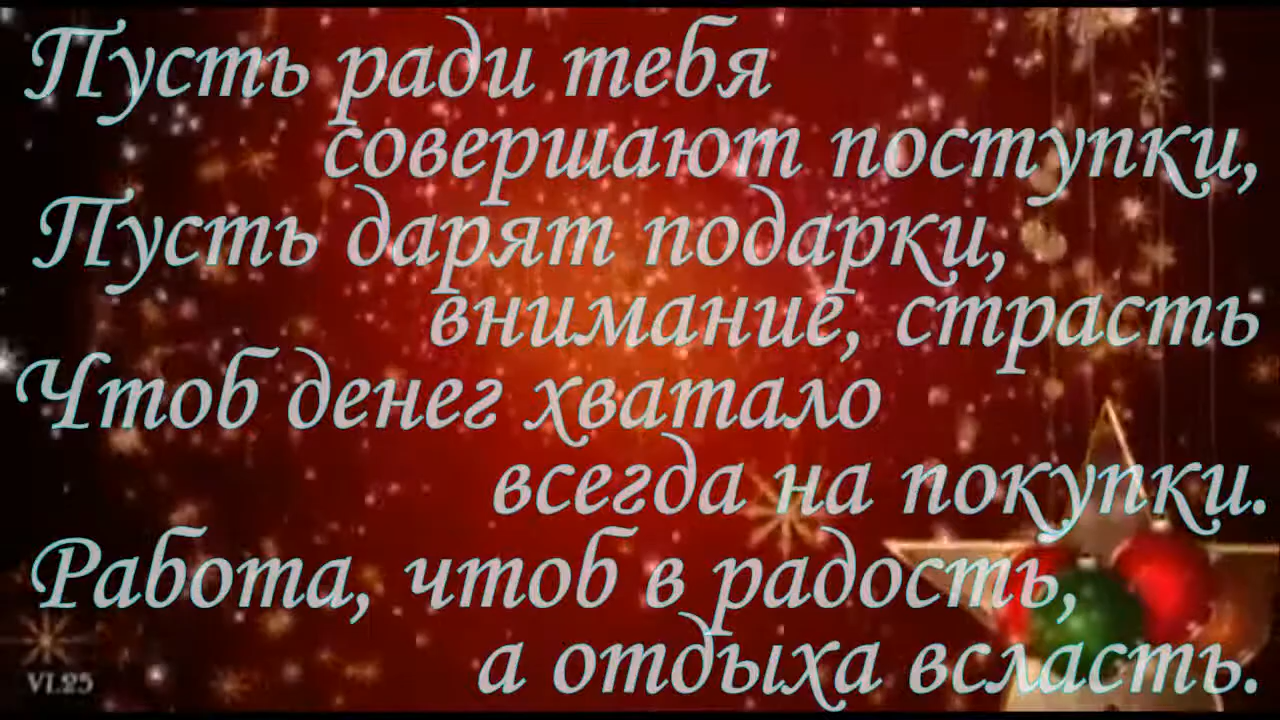 Пусть ради тебя
совершают поступки,
Пусть дарят подарки,
внимание, страсть
Чтоб денег хватало
всегда на покупки.
Работа, чтоб в радость,
а отдыха всласть.
VL25